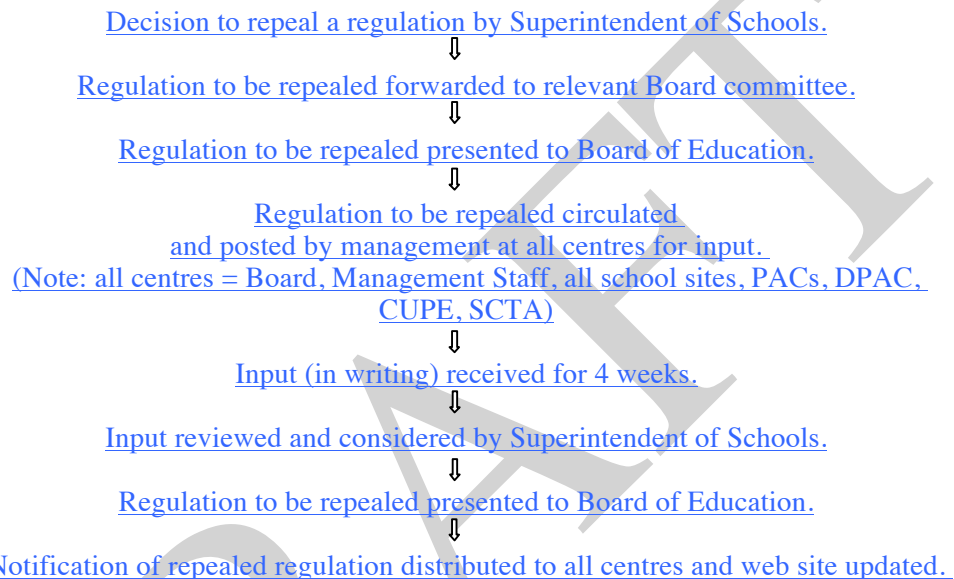 Decision to repeal a regulation by Superintendent of Schools.
⇩
Regulation to be repealed forwarded to relevant Board committee.
⇩
Regulation to be repealed presented to Board of Education.
⇩
Regulation to be repealed circulated
and posted by management at all centres for input.
(Note: all centres = Board, Management Staff, all school sites, PACs, DPAC,
CUPE, SCTA)
⇩
Input (in writing) received for 4 weeks.
⇩
Input reviewed and considered by Superintendent of Schools.
⇩
Regulation to be repealed presented to Board of Education.
⇩
Notification of repealed regulation distributed to all centres and web site updated.
DRAFT